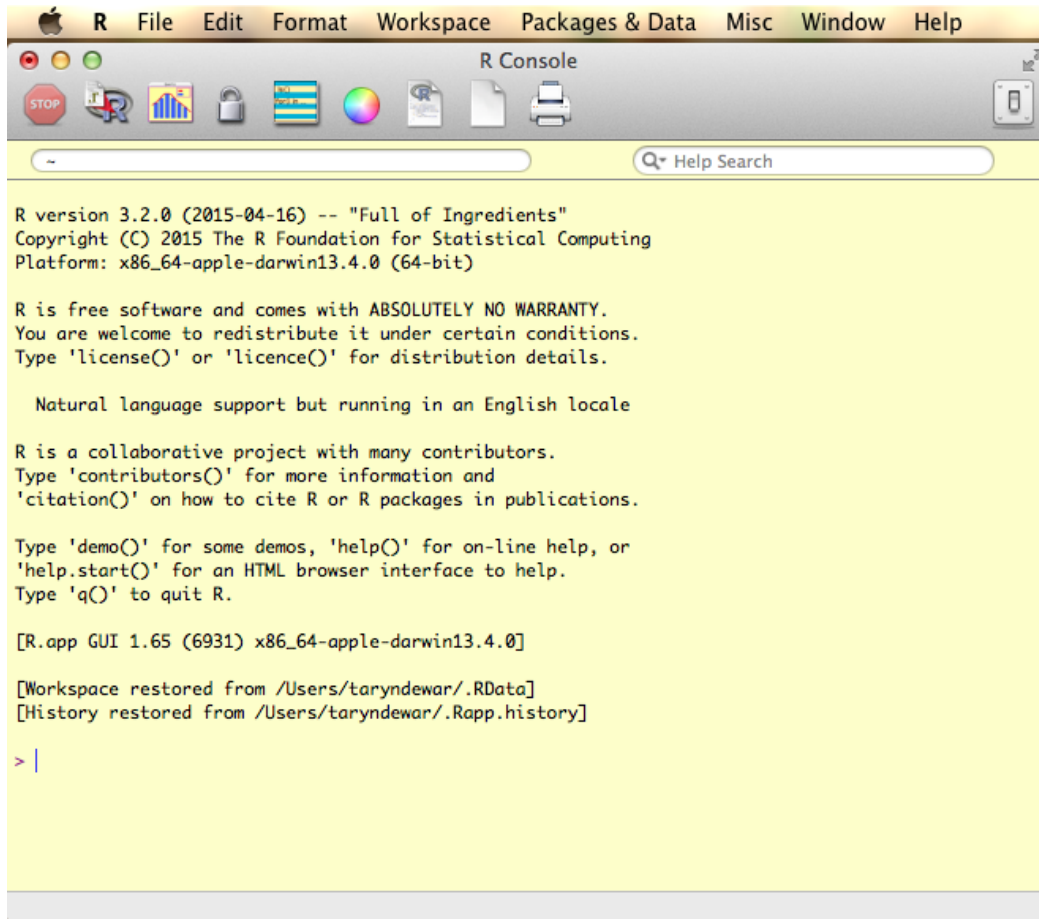 R File Edit Format Workspace Packages & Data Misc Window Help
R Console
STOP
~
Help Search
R version 3.2.0 (2015-04-16) -- "Full of Ingredients"
Copyright (C) 2015 The R Foundation for Statistical Computing
Platform: x86_64-apple-darwin13.4.0 (64-bit)
R is free software and comes with ABSOLUTELY NO WARRANTY.
You are welcome to redistribute it under certain conditions.
Type 'license()' or 'licence()' for distribution details.
Natural language support but running in an English locale
R is a collaborative project with many contributors.
Type 'contributors()' for more information and
'citation()' on how to cite R or R packages in publications.
Type 'demo()' for some demos, 'help()' for on-line help, or
'help.start()' for an HTML browser interface to help.
Type 'q()' to quit R.
[R.app GUI 1.65 (6931) x86_64-apple-darwin13.4.0]
[Workspace restored from /Users/taryndewar/.RData]
[History restored from /Users/taryndewar/.Rapp.history]
>